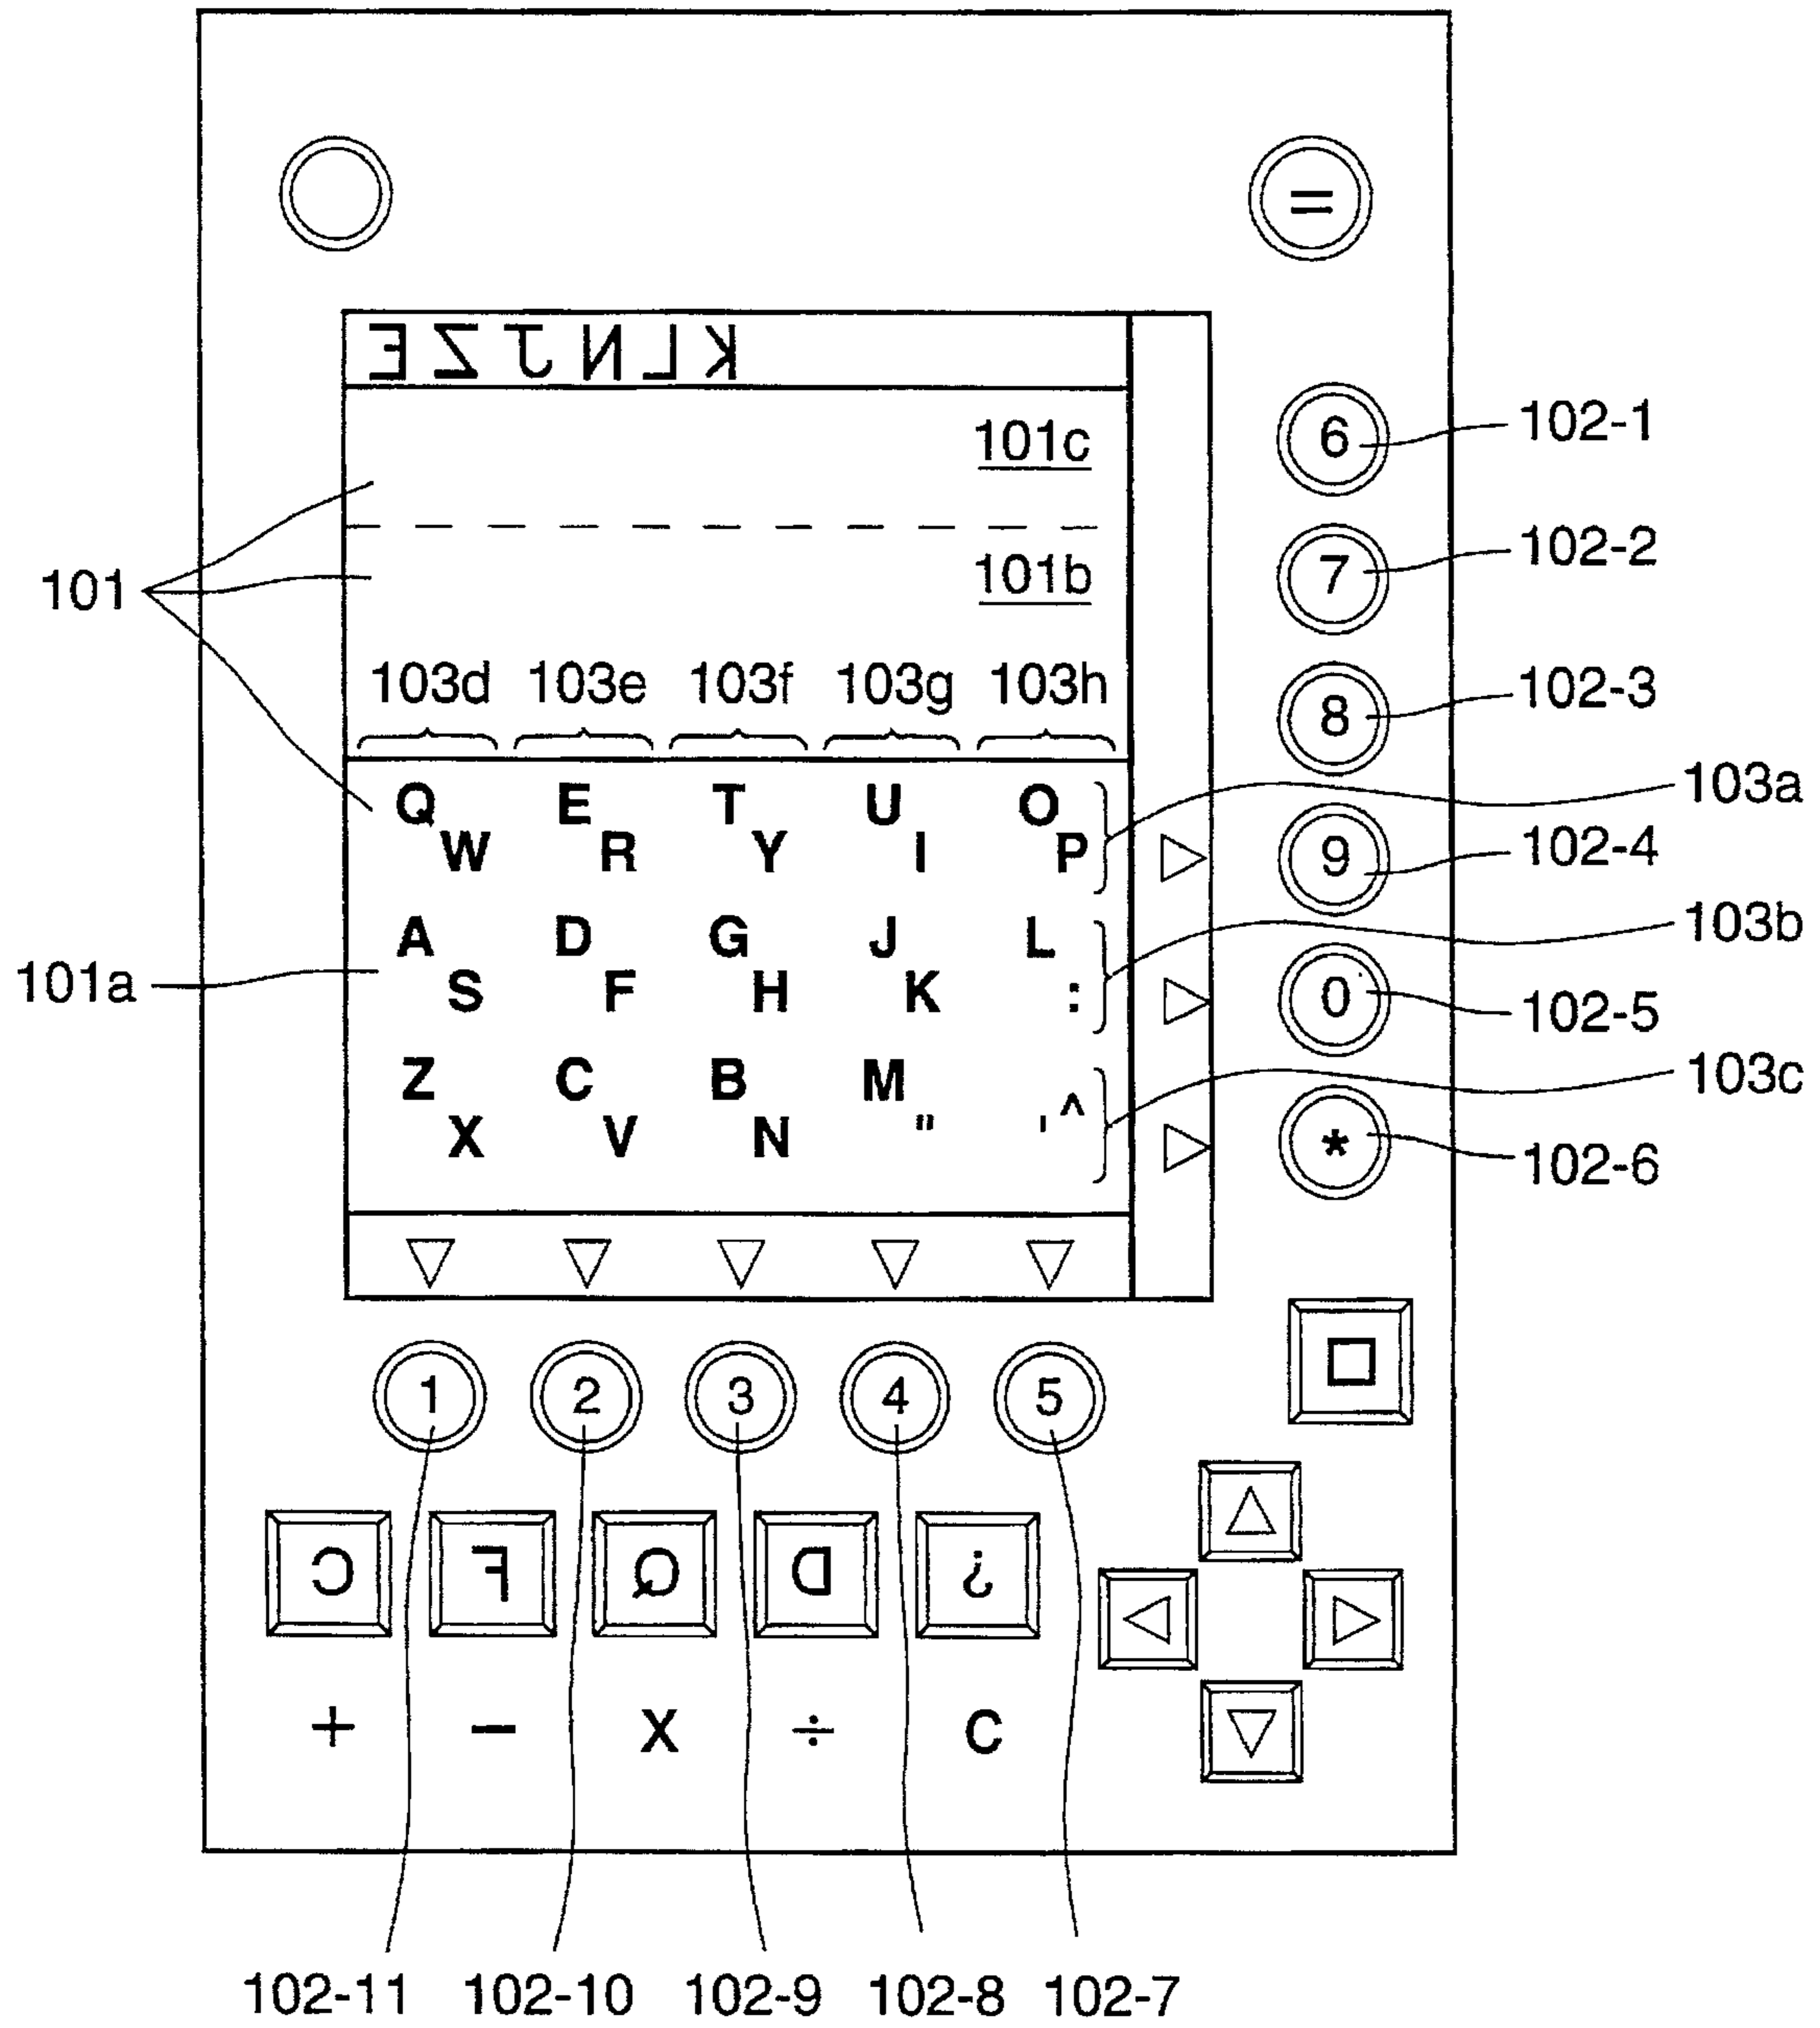 =
E Z J N L K
101c
6 102-1
101b
7 102-2
101
103d 103e 103f 103g 103h
8 102-3
Q E T U O
103a
W R Y I P
9 102-4
A D G J L
103b
101a
S F H K :
0 102-5
Z C B M
103c
X V N " ' ^
* 102-6
1 2 3 4 5
C F Q D ¿
+ − X ÷ C
102-11 102-10 102-9 102-8 102-7